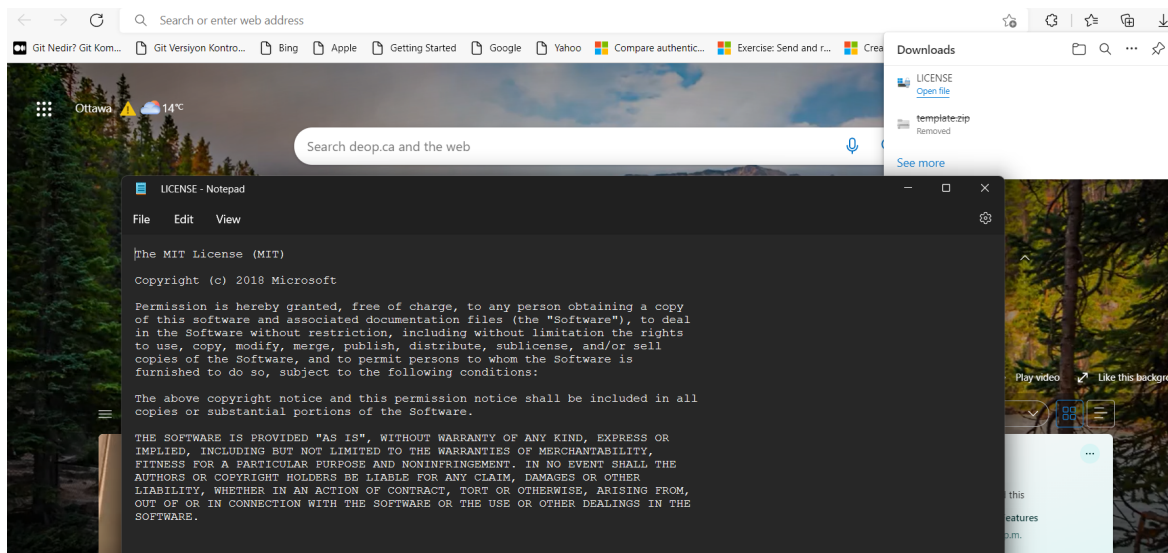 Search or enter web address
Git Nedir? Git Kom...
Git Versiyon Kontro...
Bing
Apple
Getting Started
Google
Yahoo
Compare authentic...
Exercise: Send and r...
Crea
Downloads
LICENSE
Open file
template.zip
Removed
See more
Ottawa
14°C
Search deop.ca and the web
LICENSE - Notepad
File Edit View
The MIT License (MIT)
Copyright (c) 2018 Microsoft
Permission is hereby granted, free of charge, to any person obtaining a copy
of this software and associated documentation files (the "Software"), to deal
in the Software without restriction, including without limitation the rights
to use, copy, modify, merge, publish, distribute, sublicense, and/or sell
copies of the Software, and to permit persons to whom the Software is
furnished to do so, subject to the following conditions:
The above copyright notice and this permission notice shall be included in all
copies or substantial portions of the Software.
THE SOFTWARE IS PROVIDED "AS IS", WITHOUT WARRANTY OF ANY KIND, EXPRESS OR
IMPLIED, INCLUDING BUT NOT LIMITED TO THE WARRANTIES OF MERCHANTABILITY,
FITNESS FOR A PARTICULAR PURPOSE AND NONINFRINGEMENT. IN NO EVENT SHALL THE
AUTHORS OR COPYRIGHT HOLDERS BE LIABLE FOR ANY CLAIM, DAMAGES OR OTHER
LIABILITY, WHETHER IN AN ACTION OF CONTRACT, TORT OR OTHERWISE, ARISING FROM,
OUT OF OR IN CONNECTION WITH THE SOFTWARE OR THE USE OR OTHER DEALINGS IN THE
SOFTWARE.
Play video
Like this backgr
this
eatures
p.m.